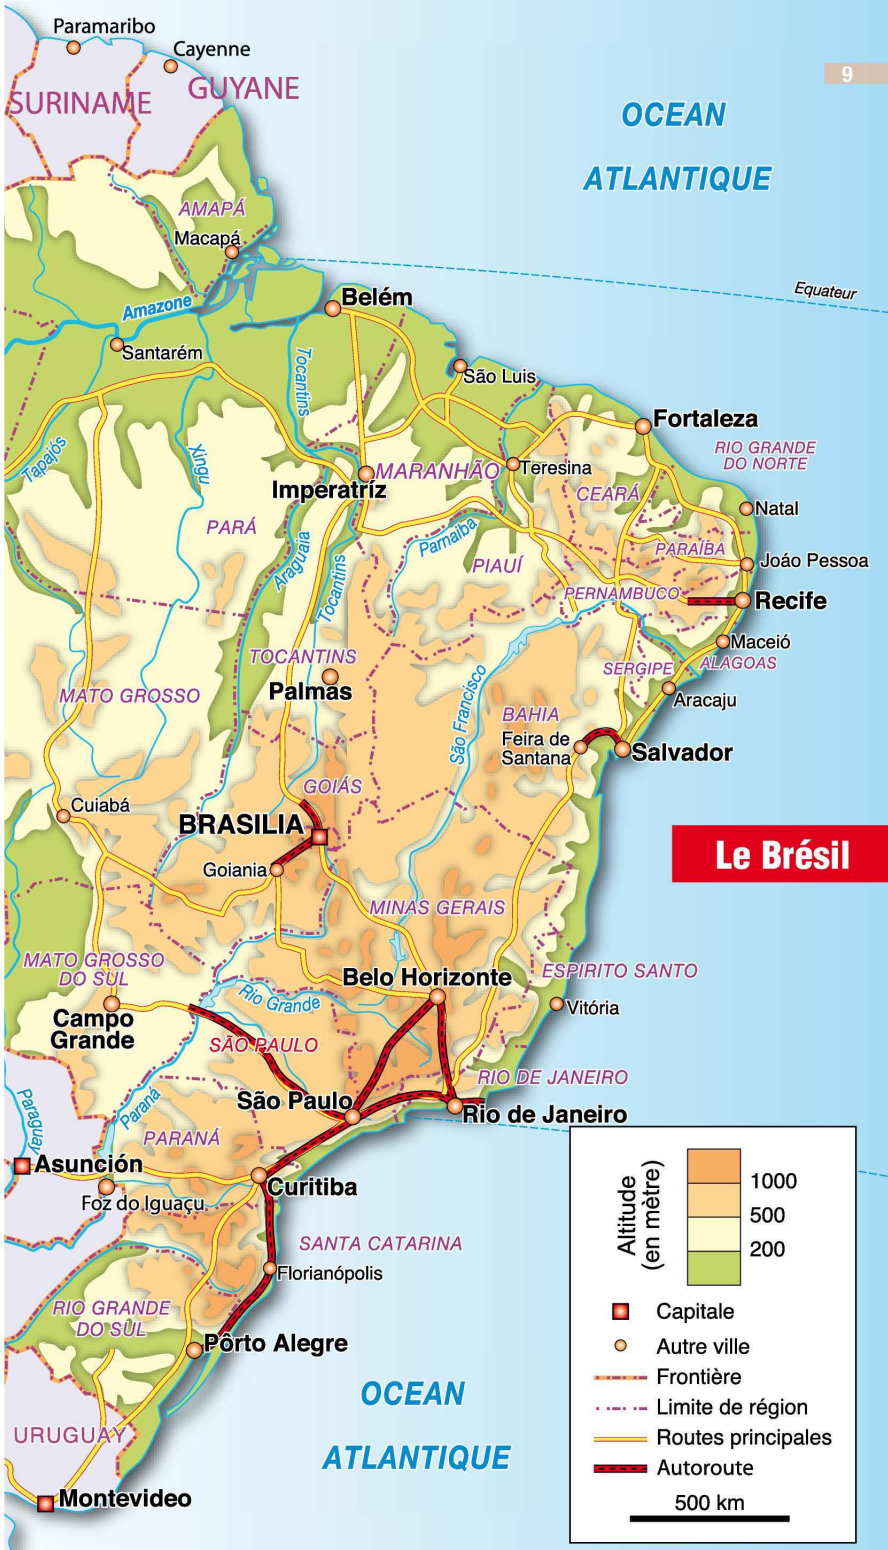 Paramaribo
Cayenne
SURINAME
GUYANE
9
OCEAN
ATLANTIQUE
AMAPÁ
Macapá
Equateur
Amazone
Belém
Santarém
Tocantins
São Luis
Fortaleza
Tapajós
Xingu
RIO GRANDE
DO NORTE
MARANHÃO
Teresina
Imperatríz
CEARÁ
Natal
PARÁ
Parnaiba
Araguaia
Tocantins
PIAUÍ
PARAÍBA
Joáo Pessoa
PERNAMBUCO
Recife
Maceió
TOCANTINS
SERGIPE
ALAGOAS
Palmas
MATO GROSSO
São Francisco
Aracaju
BAHIA
Feira de
Santana
Salvador
GOIÁS
Cuiabá
BRASILIA
Le Brésil
Goiania
MINAS GERAIS
MATO GROSSO
DO SUL
Belo Horizonte
ESPIRITO SANTO
Rio Grande
Vitória
Campo
Grande
SÃO PAULO
RIO DE JANEIRO
Paraguay
Paraná
São Paulo
Rio de Janeiro
PARANÁ
Asunción
Curitiba
Foz do Iguaçu
SANTA CATARINA
Florianópolis
RIO GRANDE
DO SUL
Pôrto Alegre
OCEAN
ATLANTIQUE
URUGUAY
Montevideo
Altitude
(en mètre)
1000
500
200
Capitale
Autre ville
Frontière
Limite de région
Routes principales
Autoroute
500 km